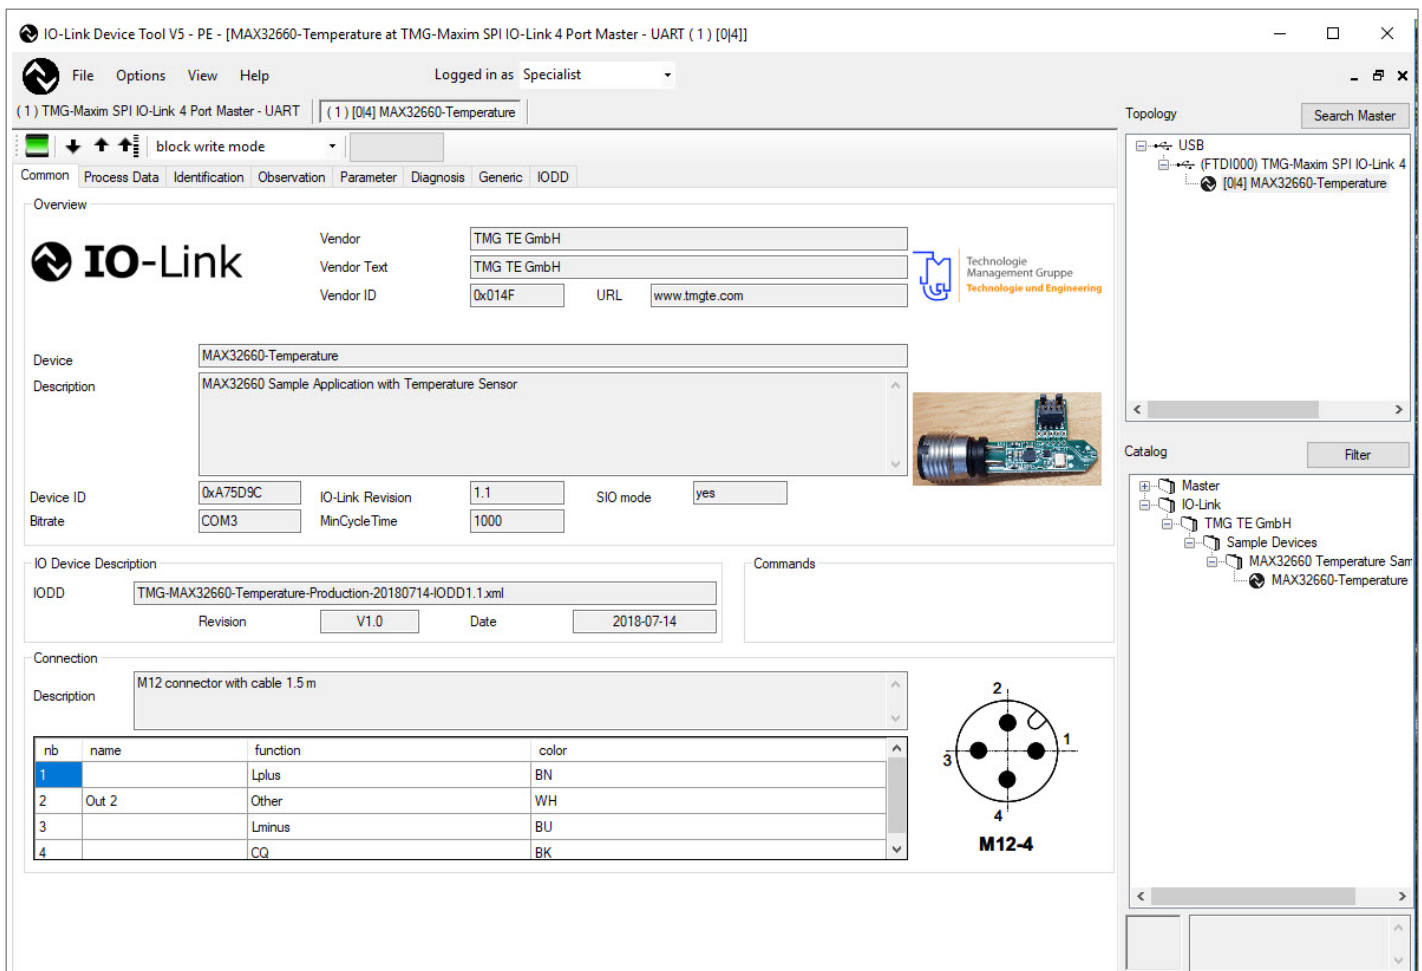 IO-Link Device Tool V5 - PE - [MAX32660-Temperature at TMG-Maxim SPI IO-Link 4 Port Master - UART ( 1 ) [0|4]]
File Options View Help Logged in as Specialist
( 1 ) TMG-Maxim SPI IO-Link 4 Port Master - UART ( 1 ) [0|4] MAX32660-Temperature
block write mode
Common Process Data Identification Observation Parameter Diagnosis Generic IODD
Overview
IO-Link
Vendor TMG TE GmbH
Vendor Text TMG TE GmbH
Vendor ID 0x014F URL www.tmgte.com
TMG
Technologie
Management Gruppe
Technologie und Engineering
Device MAX32660-Temperature
Description MAX32660 Sample Application with Temperature Sensor
Device ID 0xA75D9C IO-Link Revision 1.1 SIO mode yes
Bitrate COM3 MinCycleTime 1000
IO Device Description
IODD TMG-MAX32660-Temperature-Production-20180714-IODD1.1.xml
Revision V1.0 Date 2018-07-14
Commands
Connection
Description M12 connector with cable 1.5 m
nb name function color
1 Lplus BN
2 Out 2 Other WH
3 Lminus BU
4 CQ BK
2
1
3
4
M12-4
Topology Search Master
USB
(FTDI000) TMG-Maxim SPI IO-Link 4
[0|4] MAX32660-Temperature
Catalog Filter
Master
IO-Link
TMG TE GmbH
Sample Devices
MAX32660 Temperature Sam
MAX32660-Temperature